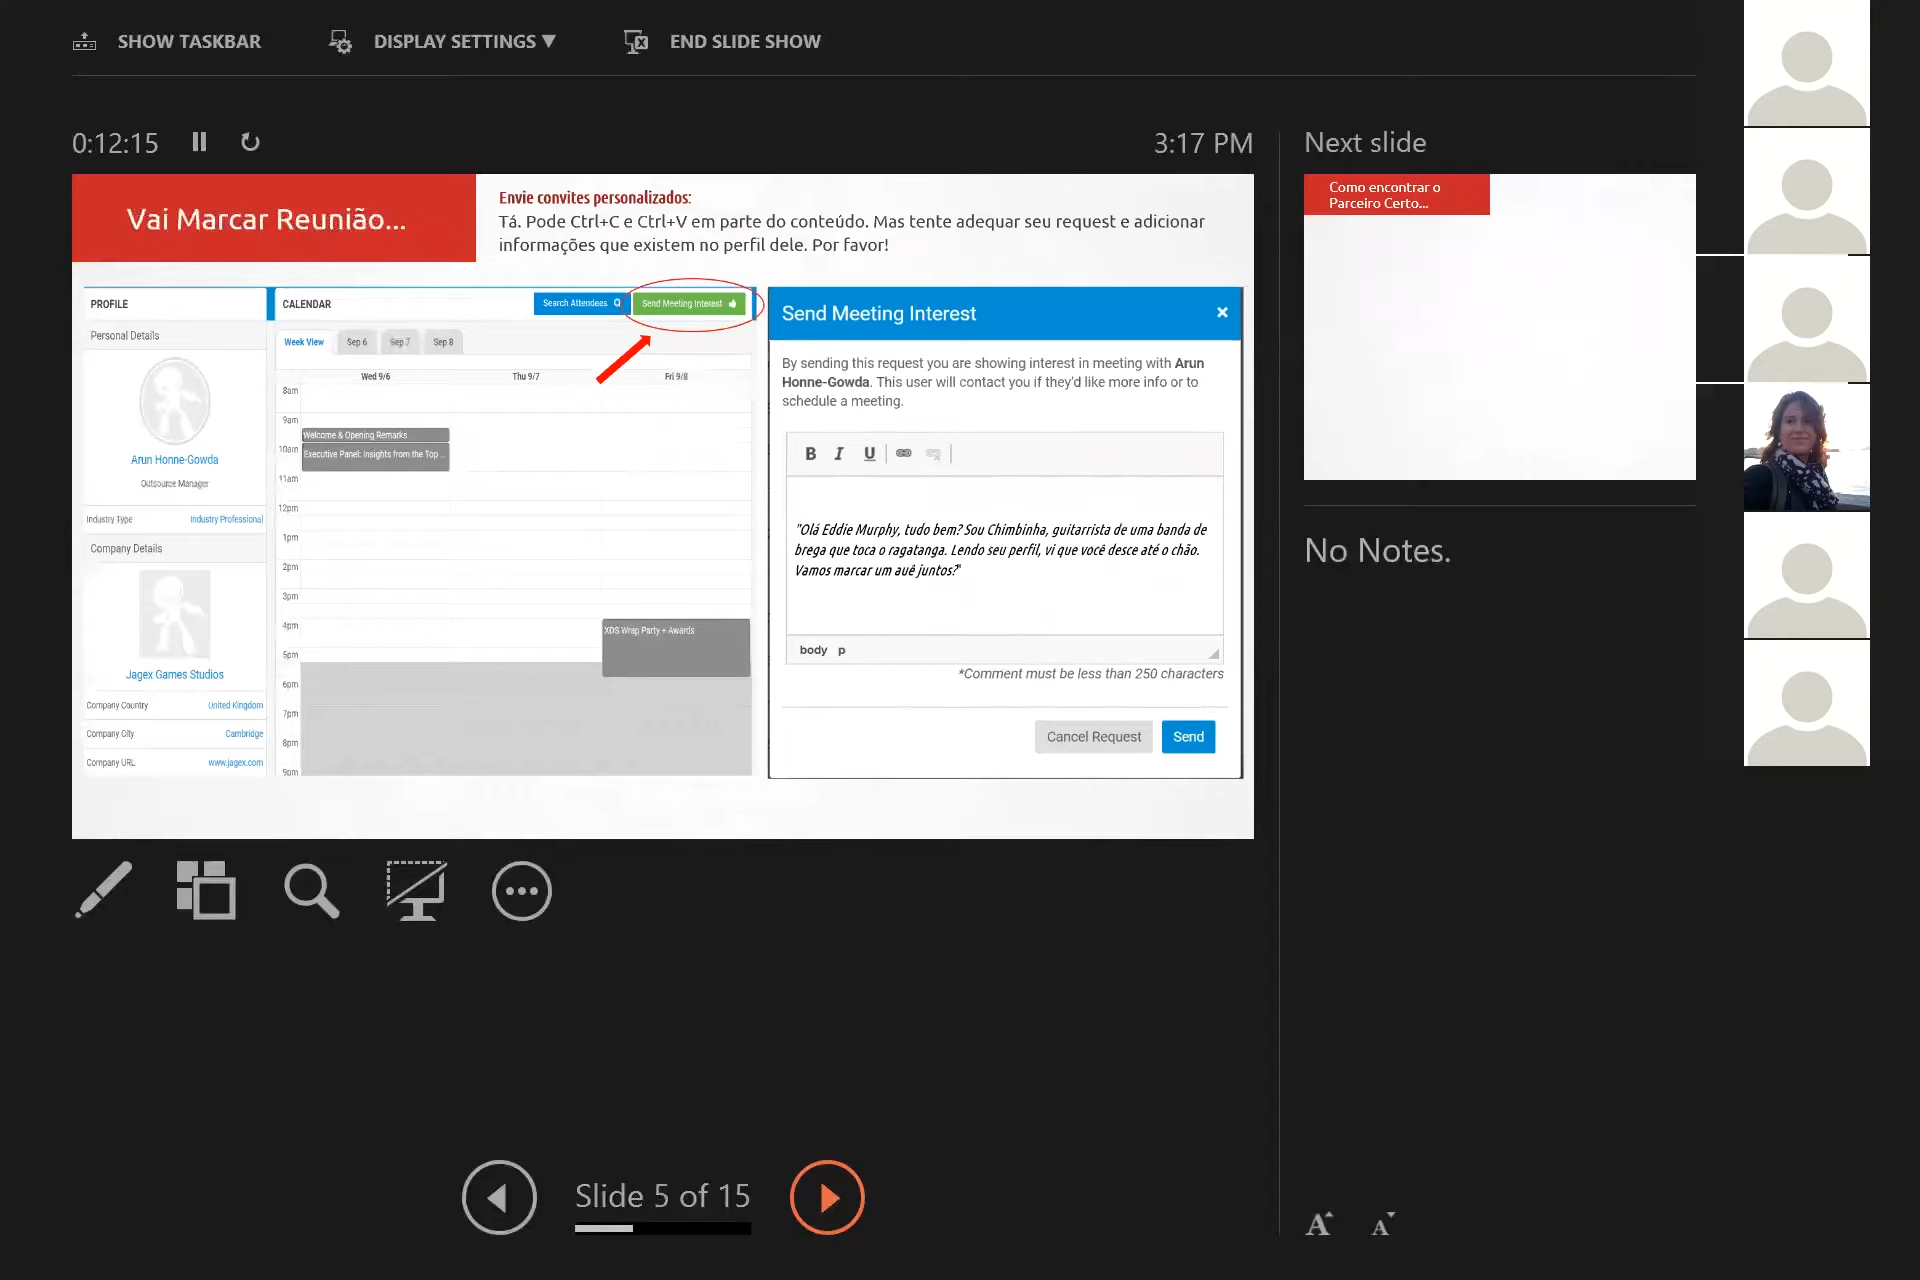 SHOW TASKBAR
DISPLAY SETTINGS ▼
END SLIDE SHOW
0:12:15
3:17 PM
Next slide
Vai Marcar Reunião...
Envie convites personalizados:
Tá. Pode Ctrl+C e Ctrl+V em parte do conteúdo. Mas tente adequar seu request e adicionar
informações que existem no perfil dele. Por favor!
PROFILE
Personal Details
Arun Honne-Gowda
Outsource Manager
Industry Type Industry Professional
Company Details
Jagex Games Studios
Company Country United Kingdom
Company City Cambridge
Company URL www.jagex.com
CALENDAR
Search Attendees
Send Meeting Interest
Week View Sep 6 Sep 7 Sep 8
Wed 9/6 Thu 9/7 Fri 9/8
8am
9am
Welcome & Opening Remarks
10am
Executive Panel: Insights from the Top ...
11am
12pm
1pm
2pm
3pm
4pm
XDS Wrap Party + Awards
5pm
6pm
7pm
8pm
9pm
Send Meeting Interest
By sending this request you are showing interest in meeting with Arun
Honne-Gowda. This user will contact you if they'd like more info or to
schedule a meeting.
B I U
"Olá Eddie Murphy, tudo bem? Sou Chimbinha, guitarrista de uma banda de
brega que toca o ragatanga. Lendo seu perfil, vi que você desce até o chão.
Vamos marcar um auê juntos?"
body p
*Comment must be less than 250 characters
Cancel Request Send
Como encontrar o
Parceiro Certo...
No Notes.
Slide 5 of 15
A A